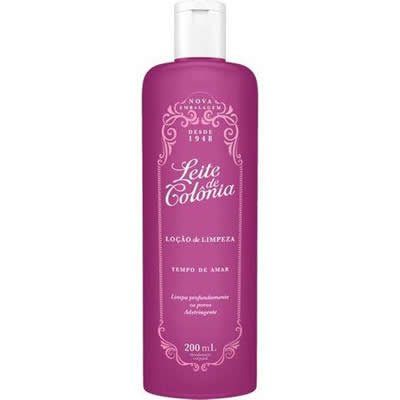 NOVA
EMBALAGEM
DESDE
1948
Leite
de
Colônia
LOÇÃO de LIMPEZA
TEMPO DE AMAR
Limpa profundamente
os poros
Adstringente
200 mL